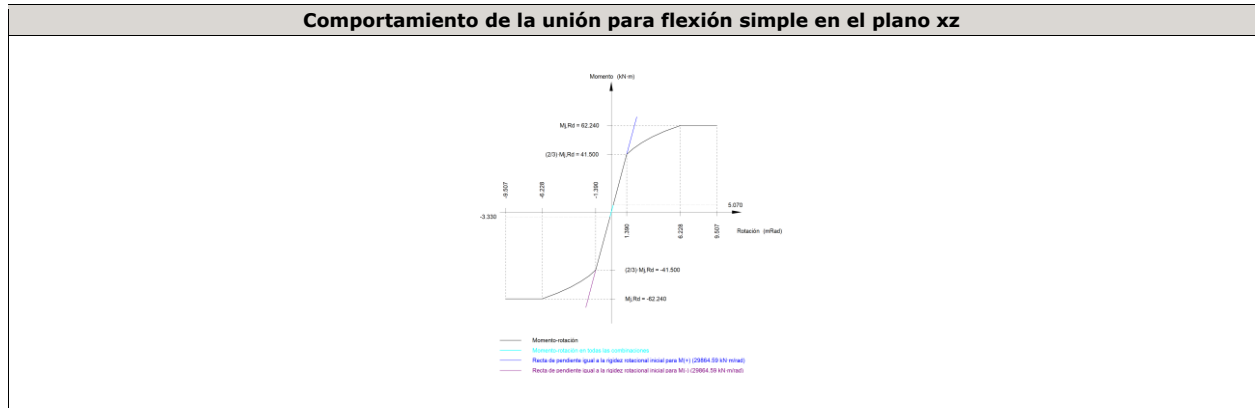 Comportamiento de la unión para flexión simple en el plano xz
Momento (kN·m)
Mj,Rd = 62.240
(2/3)·Mj,Rd = 41.500
-9.507
-6.228
-1.390
5.070
-3.330
1.390
6.228
9.507
Rotación (mRad)
(2/3)·Mj,Rd = -41.500
Mj,Rd = -62.240
Momento-rotación
Momento-rotación en todas las combinaciones
Recta de pendiente igual a la rigidez rotacional inicial para M(+) (29864.59 kN·m/rad)
Recta de pendiente igual a la rigidez rotacional inicial para M(-) (29864.59 kN·m/rad)